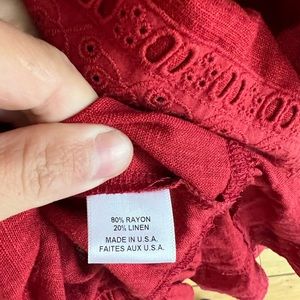 80% RAYON
20% LINEN
MADE IN U.S.A.
FAITES AUX U.S.A.